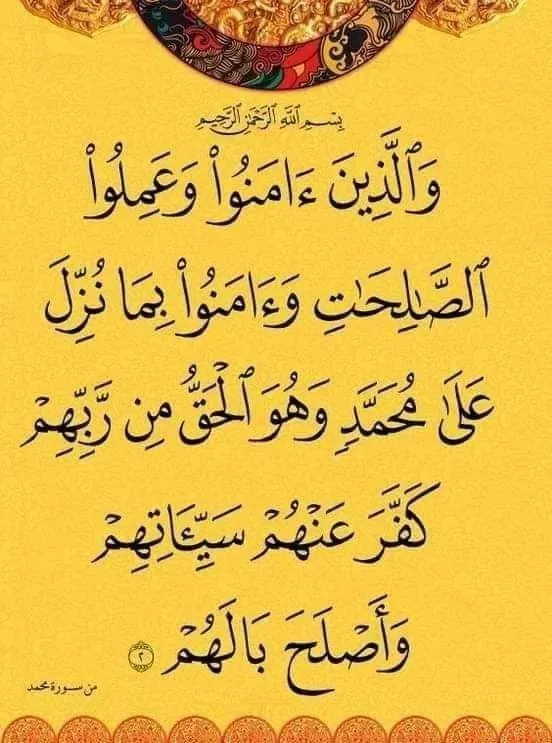 بِسْمِ ٱللَّهِ ٱلرَّحْمَٰنِ ٱلرَّحِيمِ
وَٱلَّذِينَ ءَامَنُوا۟ وَعَمِلُوا۟
ٱلصَّٰلِحَٰتِ وَءَامَنُوا۟ بِمَا نُزِّلَ
عَلَىٰ مُحَمَّدٍ وَهُوَ ٱلْحَقُّ مِن رَّبِّهِمْ
كَفَّرَ عَنْهُمْ سَيِّـَٔاتِهِمْ
وَأَصْلَحَ بَالَهُمْ ٢
من سورة محمد